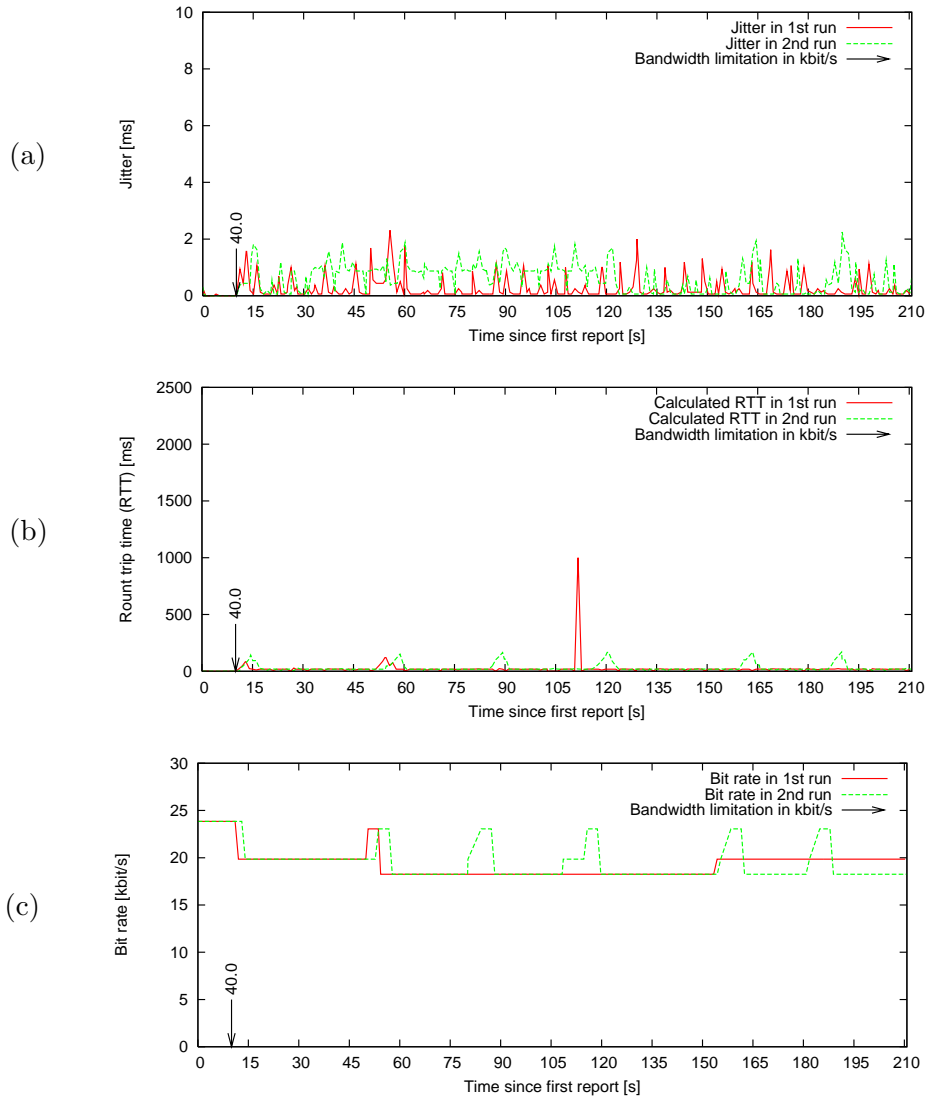 (a)
Jitter [ms]
10
8
6
4
2
0
Jitter in 1st run
Jitter in 2nd run
Bandwidth limitation in kbit/s
40.0
0 15 30 45 60 75 90 105 120 135 150 165 180 195 210
Time since first report [s]
(b)
Rount trip time (RTT) [ms]
2500
2000
1500
1000
500
0
Calculated RTT in 1st run
Calculated RTT in 2nd run
Bandwidth limitation in kbit/s
40.0
0 15 30 45 60 75 90 105 120 135 150 165 180 195 210
Time since first report [s]
(c)
Bit rate [kbit/s]
30
25
20
15
10
5
0
Bit rate in 1st run
Bit rate in 2nd run
Bandwidth limitation in kbit/s
40.0
0 15 30 45 60 75 90 105 120 135 150 165 180 195 210
Time since first report [s]